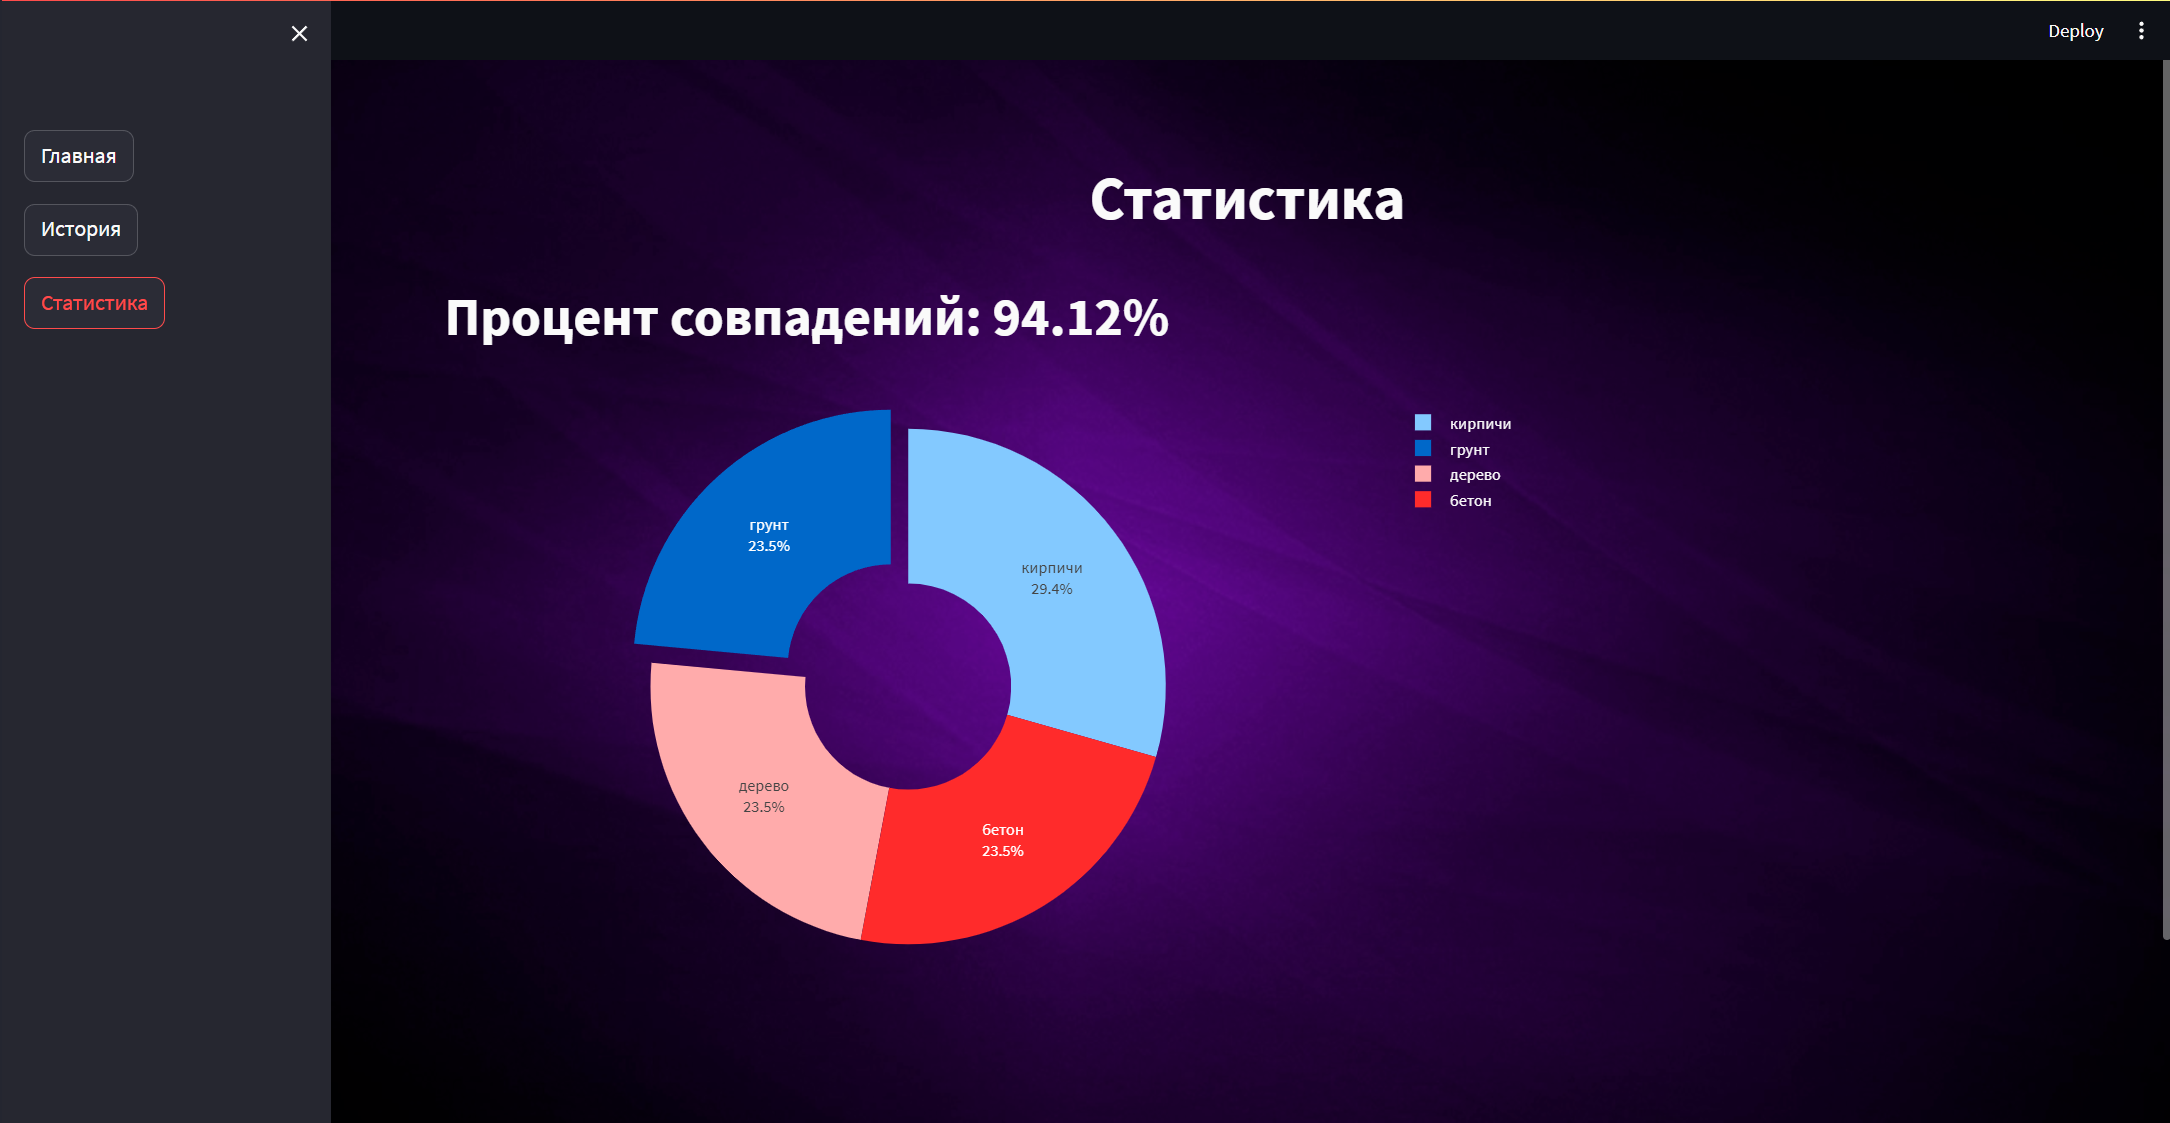 Deploy
Главная
История
Статистика
Статистика
Процент совпадений: 94.12%
кирпичи
грунт
дерево
бетон
грунт
23.5%
кирпичи
29.4%
дерево
23.5%
бетон
23.5%